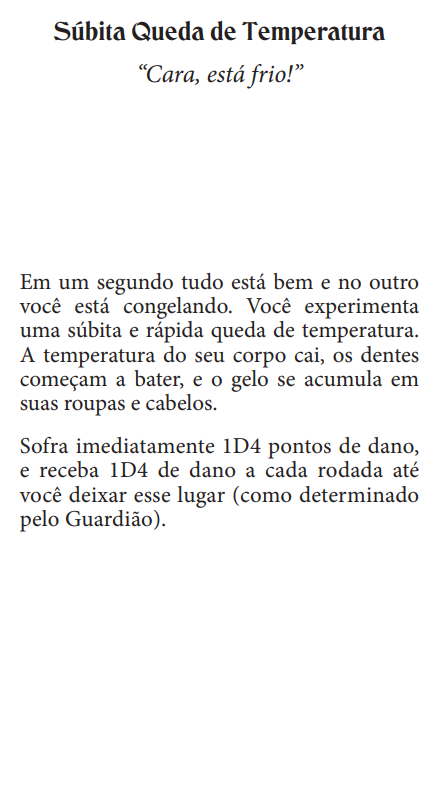 Súbita Queda de Temperatura
“Cara, está frio!”
Em um segundo tudo está bem e no outro
você está congelando. Você experimenta
uma súbita e rápida queda de temperatura.
A temperatura do seu corpo cai, os dentes
começam a bater, e o gelo se acumula em
suas roupas e cabelos.
Sofra imediatamente 1D4 pontos de dano,
e receba 1D4 de dano a cada rodada até
você deixar esse lugar (como determinado
pelo Guardião).